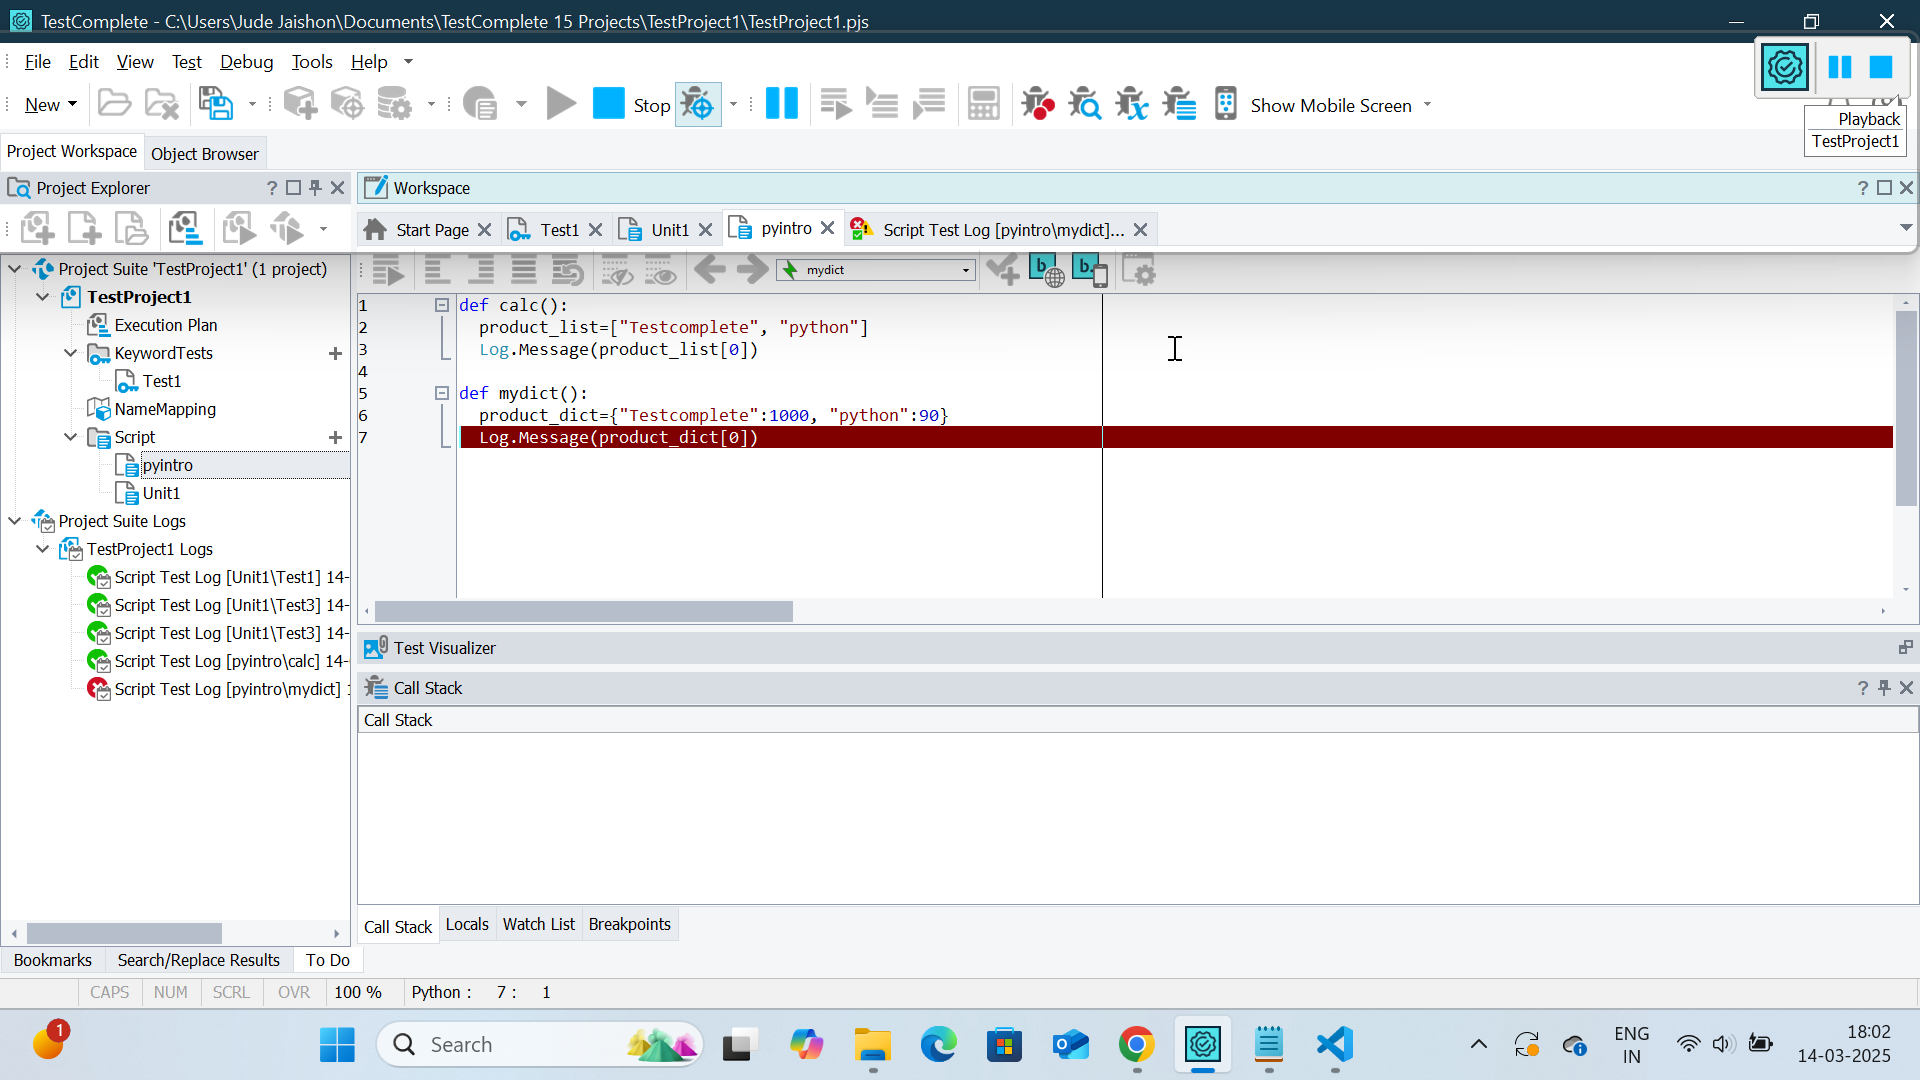 TestComplete - C:\Users\Jude Jaishon\Documents\TestComplete 15 Projects\TestProject1\TestProject1.pjs
File Edit View Test Debug Tools Help
New Stop Show Mobile Screen
Playback
TestProject1
Project Workspace Object Browser
Project Explorer ?
Workspace ?
Start Page Test1 Unit1 pyintro Script Test Log [pyintro\mydict]...
mydict
Project Suite 'TestProject1' (1 project)
TestProject1
Execution Plan
KeywordTests
Test1
NameMapping
Script
pyintro
Unit1
Project Suite Logs
TestProject1 Logs
Script Test Log [Unit1\Test1] 14-
Script Test Log [Unit1\Test3] 14-
Script Test Log [Unit1\Test3] 14-
Script Test Log [pyintro\calc] 14-
Script Test Log [pyintro\mydict]
1 def calc():
2 product_list=["Testcomplete", "python"]
3 Log.Message(product_list[0])
4
5 def mydict():
6 product_dict={"Testcomplete":1000, "python":90}
7 Log.Message(product_dict[0])
Test Visualizer
Call Stack ?
Call Stack
Call Stack Locals Watch List Breakpoints
Bookmarks Search/Replace Results To Do
CAPS NUM SCRL OVR 100 % Python : 7 : 1
1
Search
ENG
IN
18:02
14-03-2025